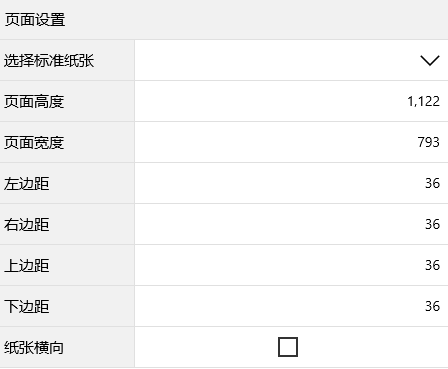 页面设置
选择标准纸张
页面高度 1,122
页面宽度 793
左边距 36
右边距 36
上边距 36
下边距 36
纸张横向